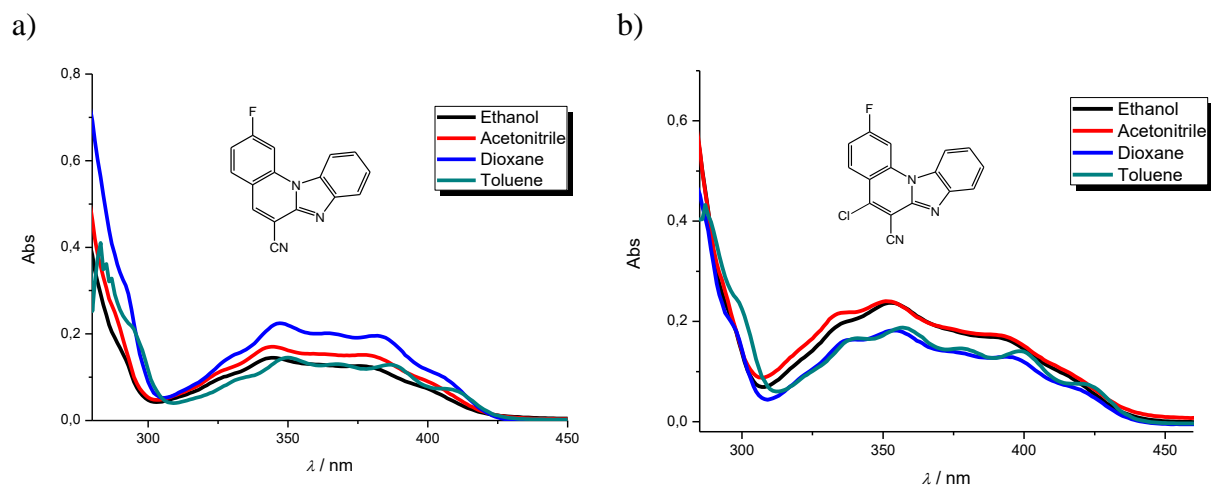 a)
0,8
0,6
0,4
0,2
0,0
Abs
300
350
400
450
λ / nm
Ethanol
Acetonitrile
Dioxane
Toluene
F
N
N
CN
b)
0,6
0,4
0,2
0,0
Abs
300
350
400
450
λ / nm
Ethanol
Acetonitrile
Dioxane
Toluene
F
N
Cl
N
CN